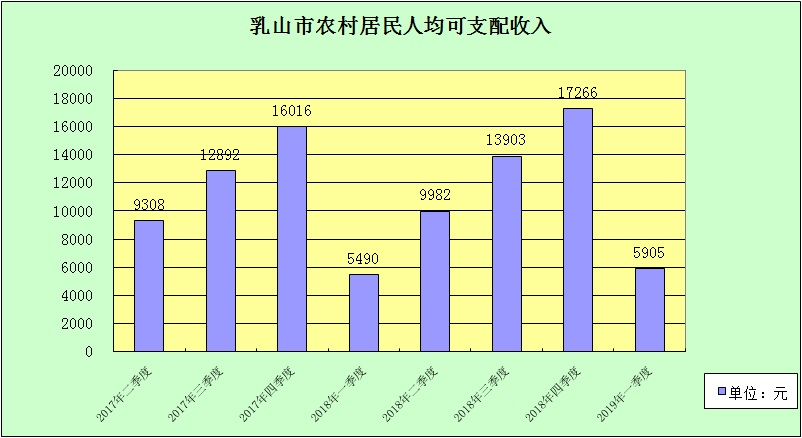 乳山市农村居民人均可支配收入
20000
18000
16000
14000
12000
10000
8000
6000
4000
2000
0
9308
12892
16016
5490
9982
13903
17266
5905
2017年二季度
2017年三季度
2017年四季度
2018年一季度
2018年二季度
2018年三季度
2018年四季度
2019年一季度
单位：元